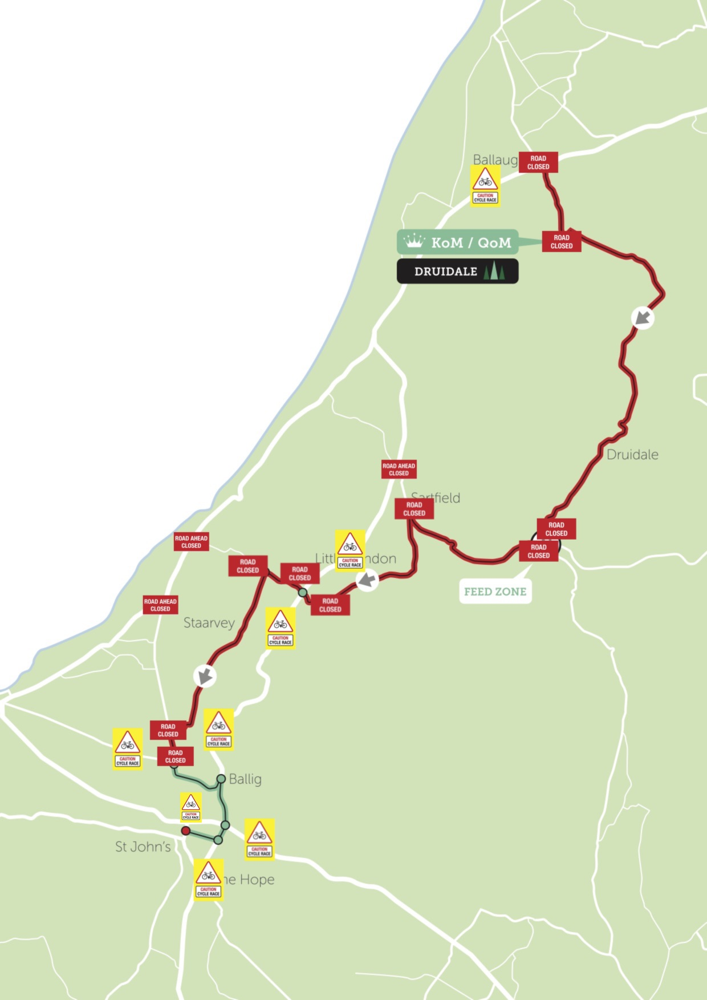 Ballaug
ROAD
CLOSED
CAUTION
CYCLE RACE
KoM / QoM
ROAD
CLOSED
DRUIDALE
Druidale
ROAD AHEAD
CLOSED
Sartfield
ROAD
CLOSED
ROAD
CLOSED
ROAD AHEAD
CLOSED
ROAD
CLOSED
CAUTION
CYCLE RACE
ROAD
CLOSED
ROAD
CLOSED
FEED ZONE
ROAD AHEAD
CLOSED
ROAD
CLOSED
Staarvey
CAUTION
CYCLE RACE
ROAD
CLOSED
CAUTION
CYCLE RACE
CAUTION
CYCLE RACE
ROAD
CLOSED
Ballig
CAUTION
CYCLE RACE
St John's
CAUTION
CYCLE RACE
Hope
CAUTION
CYCLE RACE